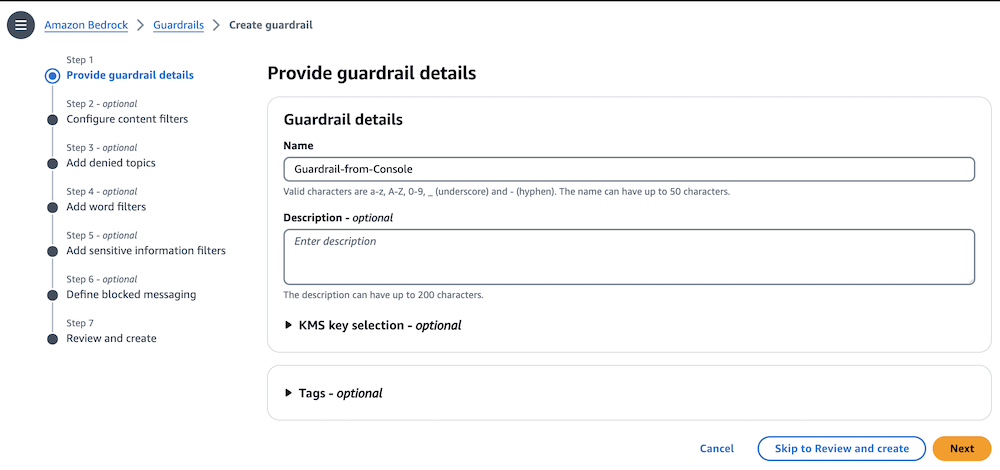 Amazon Bedrock > Guardrails > Create guardrail
Step 1
Provide guardrail details
Step 2 - optional
Configure content filters
Step 3 - optional
Add denied topics
Step 4 - optional
Add word filters
Step 5 - optional
Add sensitive information filters
Step 6 - optional
Define blocked messaging
Step 7
Review and create
Provide guardrail details
Guardrail details
Name
Guardrail-from-Console
Valid characters are a-z, A-Z, 0-9, _ (underscore) and - (hyphen). The name can have up to 50 characters.
Description - optional
Enter description
The description can have up to 200 characters.
KMS key selection - optional
Tags - optional
Cancel Skip to Review and create Next